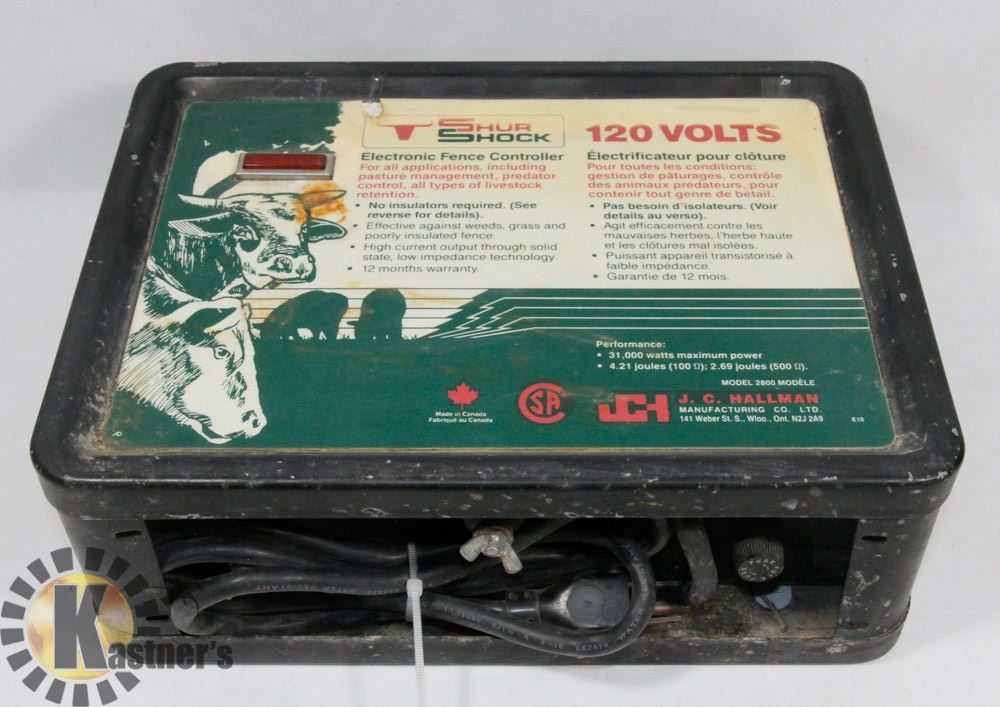 SHUR
SHOCK
120 VOLTS
Electronic Fence Controller
For all applications, including
pasture management, predator
control, all types of livestock
retention.
• No insulators required. (See
reverse for details).
• Effective against weeds, grass and
poorly insulated fence.
• High current output through solid
state, low impedance technology.
• 12 months warranty.
Électrificateur pour clôture
Pour toutes les conditions:
gestion de pâturages, contrôle
des animaux prédateurs, pour
contenir tout genre de bétail.
• Pas besoin d'isolateurs. (Voir
détails au verso).
• Agit efficacement contre les
mauvaises herbes, l'herbe haute
et les clôtures mal isolées.
• Puissant appareil transistorisé à
faible impédance.
• Garantie de 12 mois.
Performance:
• 31,000 watts maximum power
• 4.21 joules (100 Ω); 2.69 joules (500 Ω).
MODEL 2800 MODÈLE
Made in Canada
Fabriqué au Canada
CSA
JCH
J. C. HALLMAN
MANUFACTURING CO. LTD.
141 Weber St. S., Wloo., Ont. N2J 2A9
E10
FUSE
Kastner's